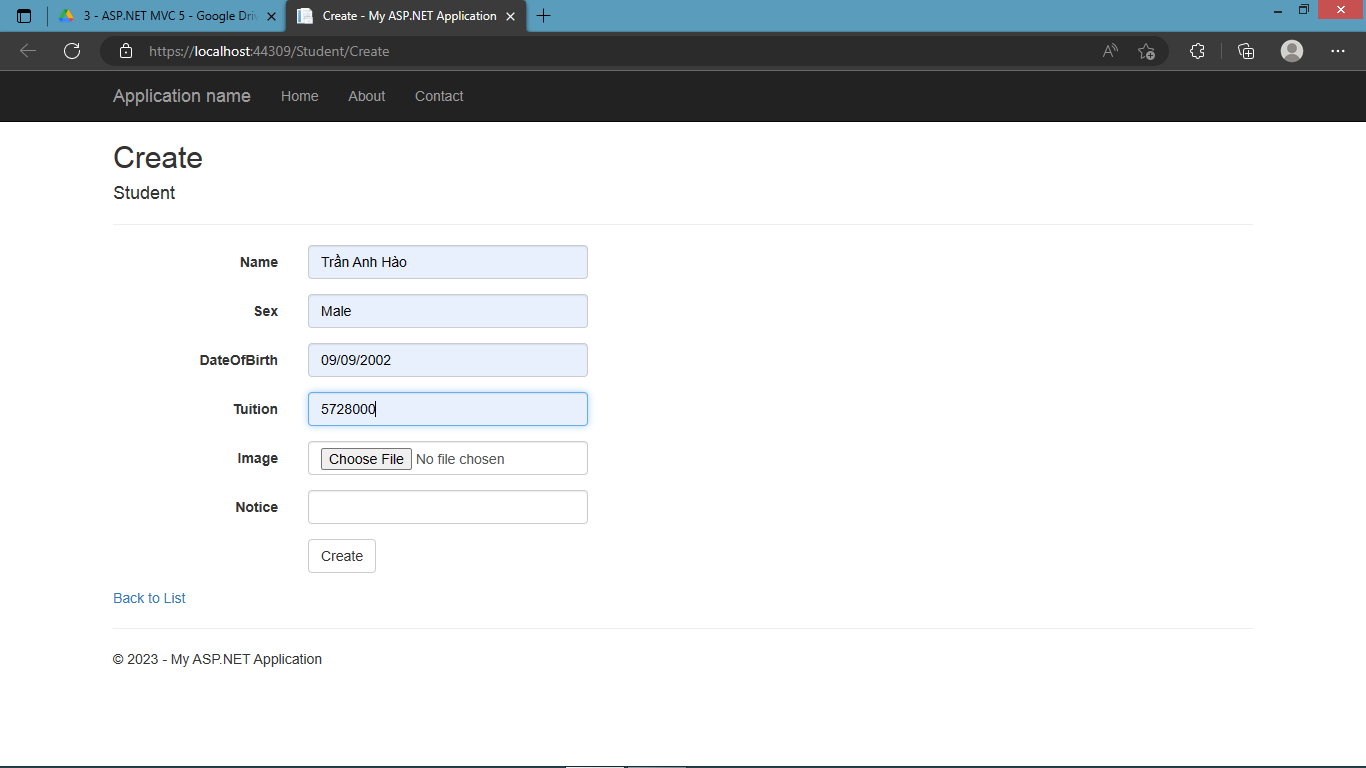 3 - ASP.NET MVC 5 - Google Driv
Create - My ASP.NET Application
https://localhost:44309/Student/Create
Application name Home About Contact
Create
Student
Name Trần Anh Hào
Sex Male
DateOfBirth 09/09/2002
Tuition 5728000
Image Choose File No file chosen
Notice
Create
Back to List
© 2023 - My ASP.NET Application